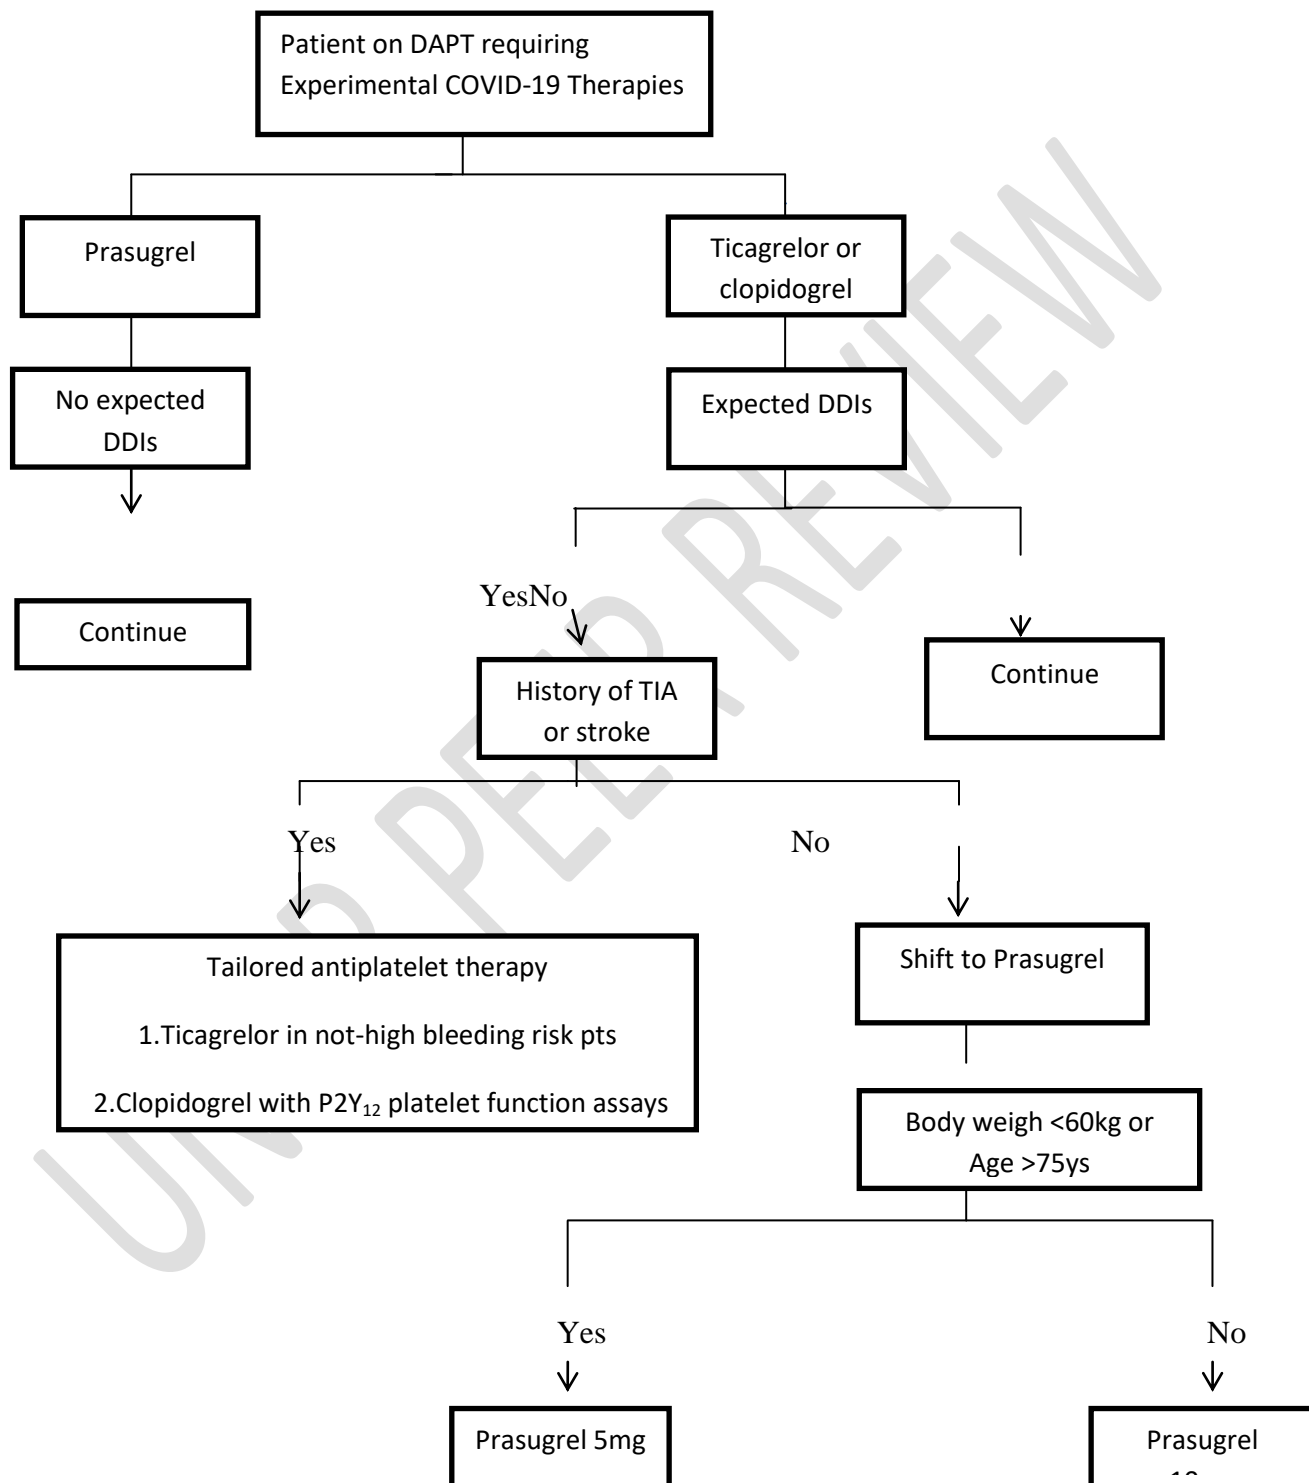 Patient on DAPT requiring
Experimental COVID-19 Therapies
Prasugrel
Ticagrelor or
clopidogrel
No expected
DDIs
Expected DDIs
YesNo
Continue
History of TIA
or stroke
Continue
Yes
No
Tailored antiplatelet therapy
1.Ticagrelor in not-high bleeding risk pts
2.Clopidogrel with P2Y₁₂ platelet function assays
Shift to Prasugrel
Body weigh <60kg or
Age >75ys
Yes
No
Prasugrel 5mg
Prasugrel
UNDER PEER REVIEW